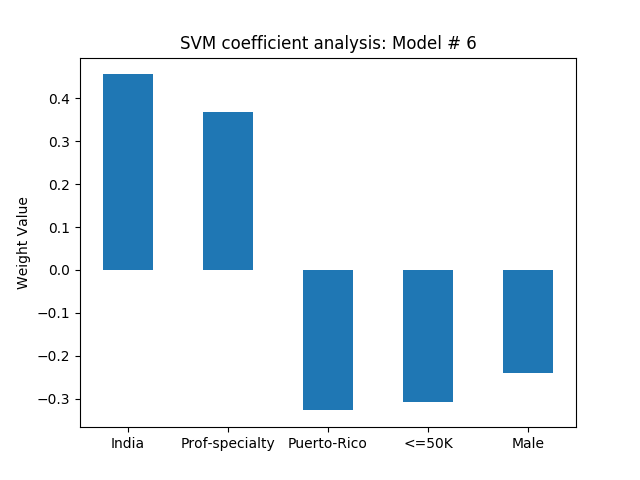 SVM coefficient analysis: Model # 6
Weight Value
0.4
0.3
0.2
0.1
0.0
−0.1
−0.2
−0.3
India Prof-specialty Puerto-Rico <=50K Male